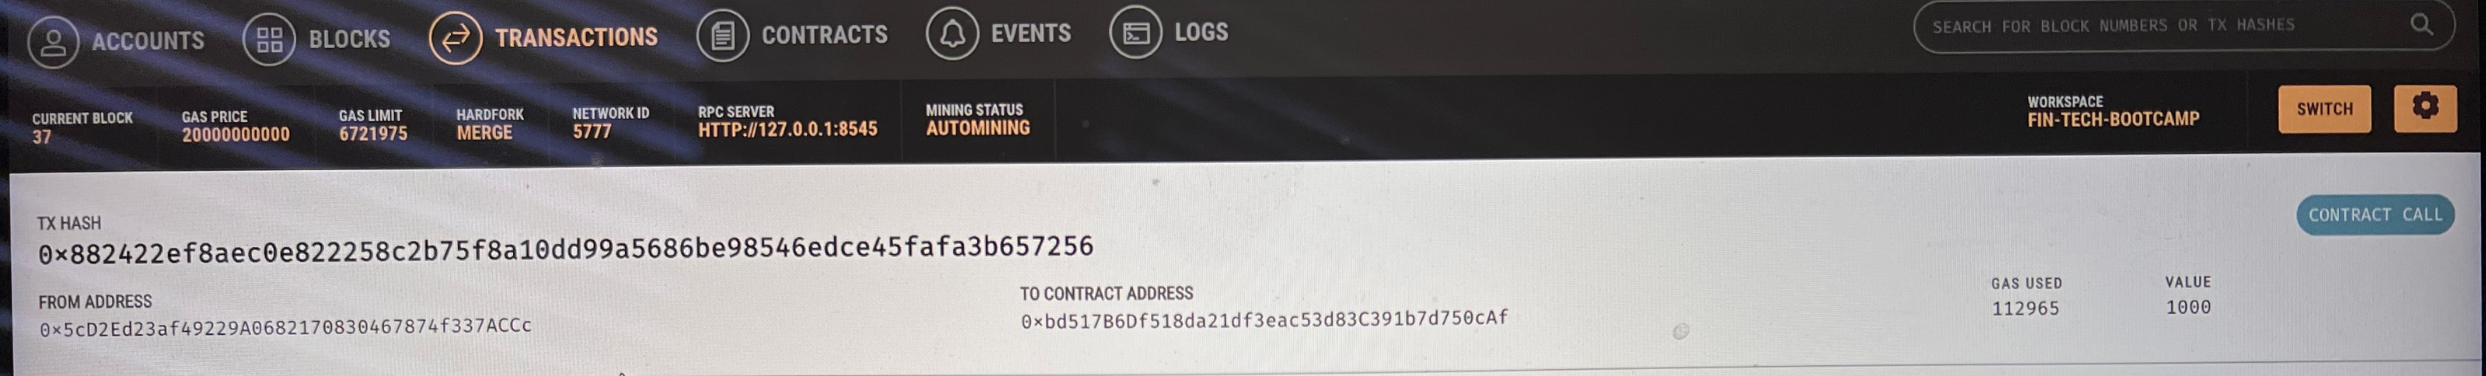 ACCOUNTS BLOCKS TRANSACTIONS CONTRACTS EVENTS LOGS SEARCH FOR BLOCK NUMBERS OR TX HASHES
CURRENT BLOCK GAS PRICE GAS LIMIT HARDFORK NETWORK ID RPC SERVER MINING STATUS WORKSPACE SWITCH
37 20000000000 6721975 MERGE 5777 HTTP://127.0.0.1:8545 AUTOMINING FIN-TECH-BOOTCAMP
TX HASH CONTRACT CALL
0×882422ef8aec0e822258c2b75f8a10dd99a5686be98546edce45fafa3b657256
FROM ADDRESS TO CONTRACT ADDRESS GAS USED VALUE
0×5cD2Ed23af49229A0682170830467874f337ACCc 0×bd517B6Df518da21df3eac53d83C391b7d750cAf 112965 1000